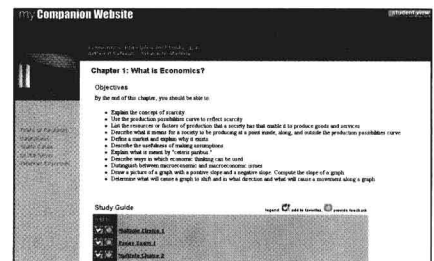 my Companion Website
student view
Chapter 1: What is Economics?
Objectives
By the end of this chapter, you should be able to
Explain the concept of scarcity
Use the production possibilities curve to reflect scarcity
List the resources or factors of production that a society has that enable it to produce goods and services
Describe what it means for a society to be producing at a point inside, along, and outside the production possibilities curve
Define a market and explain why it exists
Describe the usefulness of making assumptions
Explain what is meant by "ceteris paribus."
Describe ways in which economic thinking can be used
Distinguish between microeconomic and macroeconomic issues
Draw a picture of a graph with a positive slope and a negative slope. Compute the slope of a graph
Determine what will cause a graph to shift and in what direction and what will cause a movement along a graph
Study Guide
legend add to favorites provide feedback
Multiple Choice 1
Essay Exam 1
Multiple Choice 2